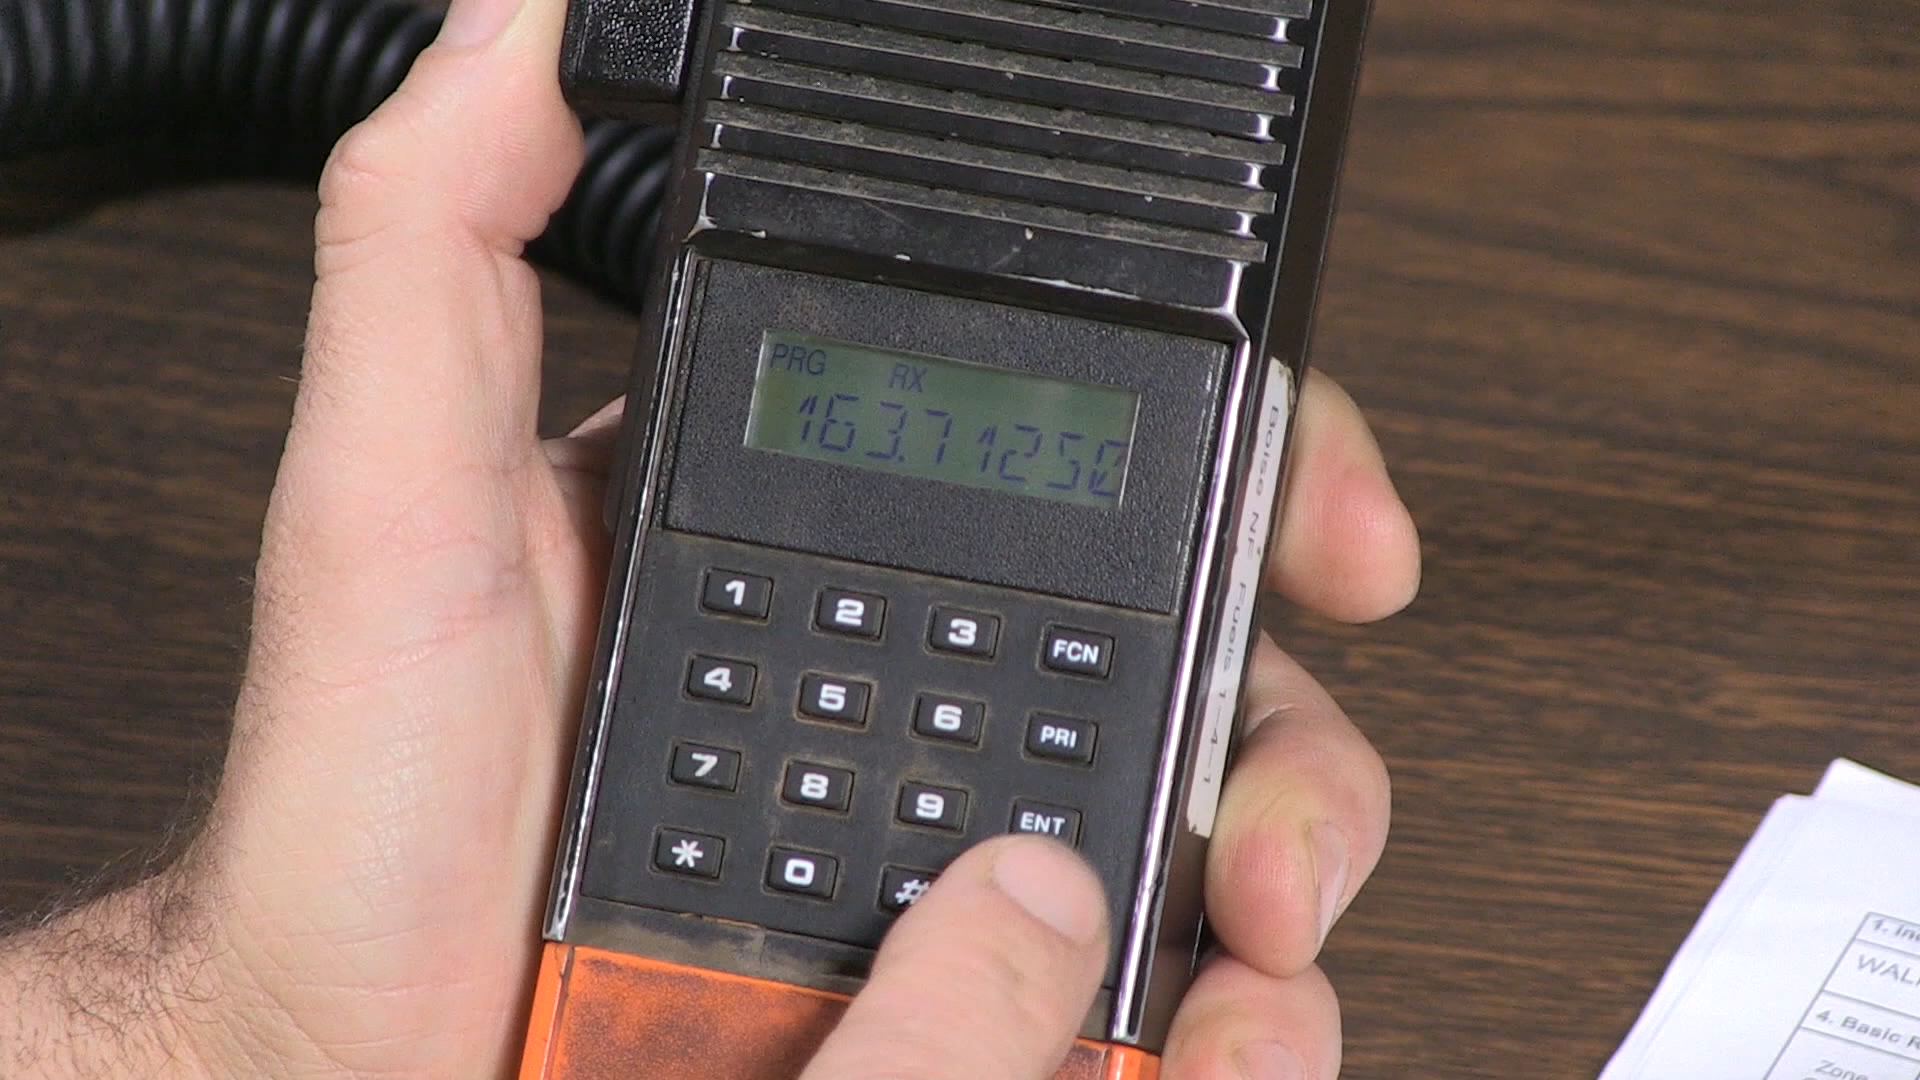 PRG RX
163.71250
1 2 3 FCN
4 5 6 PRI
7 8 9 ENT
* 0 #
Boise NF Fuels 1-4-1
WAL
4. Basic R
Zone